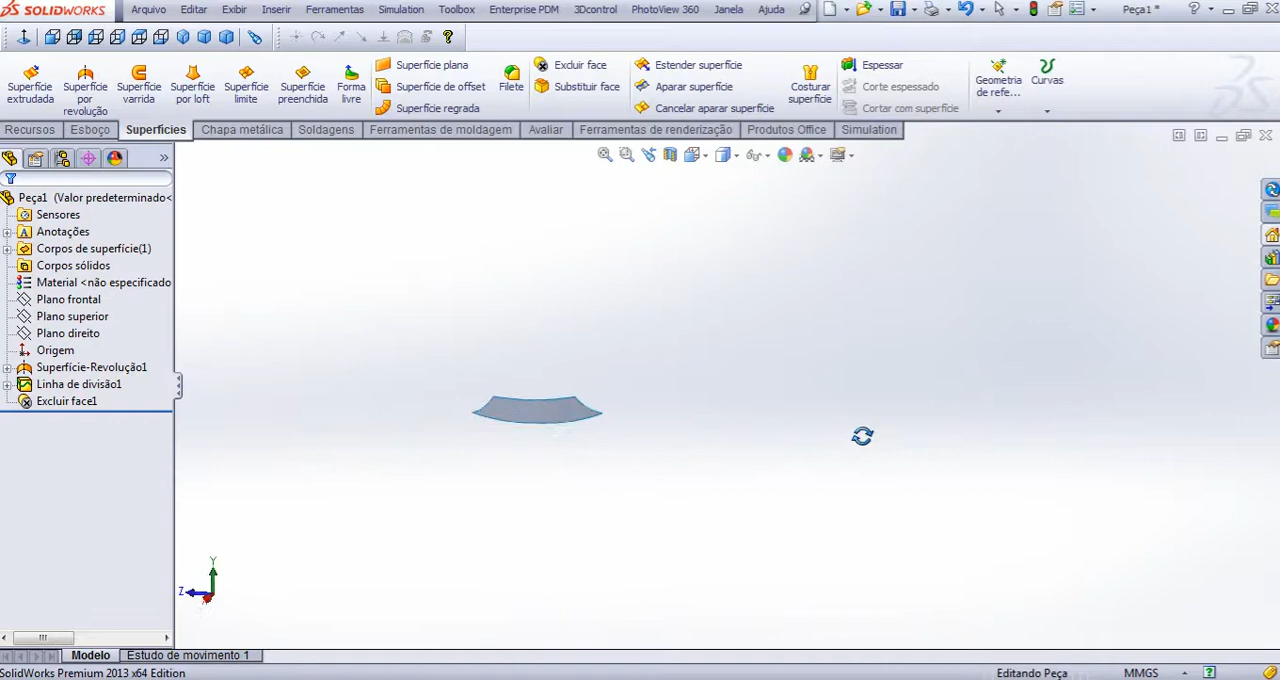 SOLIDWORKS Arquivo Editar Exibir Inserir Ferramentas Simulation Toolbox Enterprise PDM 3Dcontrol PhotoView 360 Janela Ajuda Peça1 *
Superfície extrudada
Superfície por revolução
Superfície varrida
Superfície por loft
Superfície limite
Superfície preenchida
Forma livre
Superfície plana
Superfície de offset
Superfície regrada
Filete
Excluir face
Substituir face
Estender superfície
Aparar superfície
Cancelar aparar superfície
Costurar superfície
Espessar
Corte espessado
Cortar com superfície
Geometria de refe...
Curvas
Recursos Esboço Superfícies Chapa metálica Soldagens Ferramentas de moldagem Avaliar Ferramentas de renderização Produtos Office Simulation
Peça1 (Valor predeterminado<
Sensores
Anotações
Corpos de superfície(1)
Corpos sólidos
Material <não especificado
Plano frontal
Plano superior
Plano direito
Origem
Superfície-Revolução1
Linha de divisão1
Excluir face1
Y
Z
Modelo Estudo de movimento 1
SolidWorks Premium 2013 x64 Edition Editando Peça MMGS